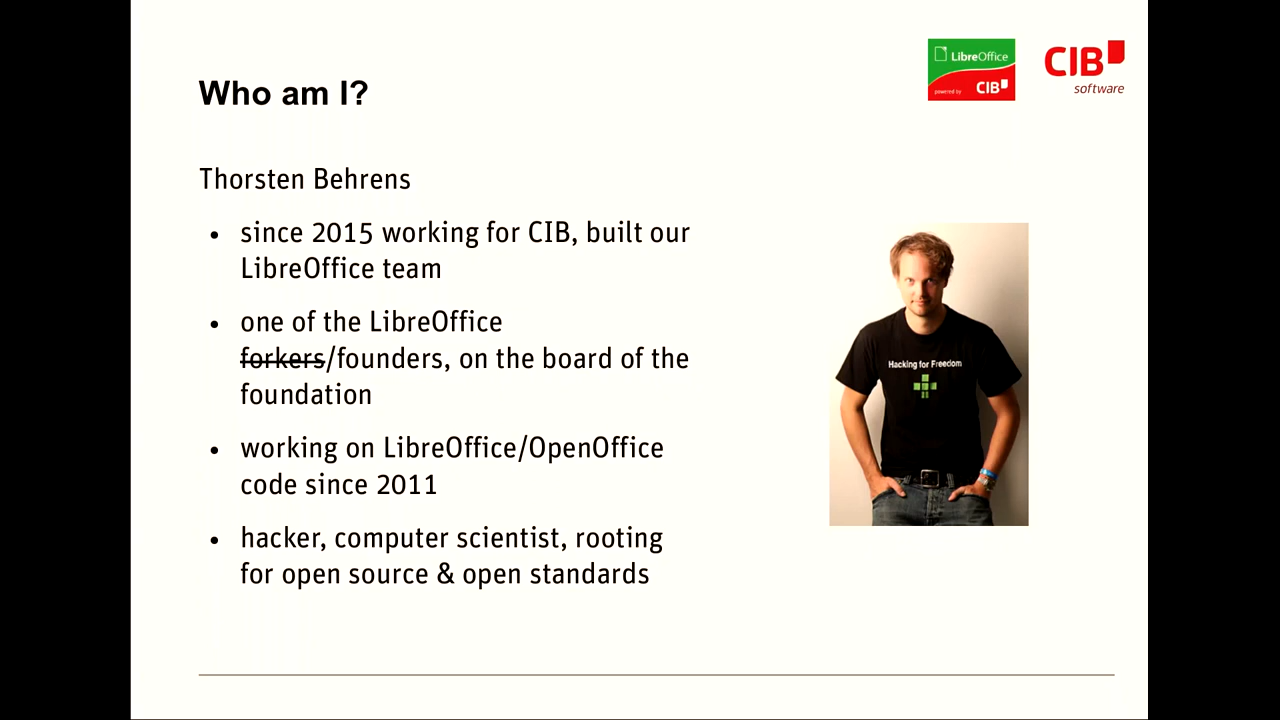 LibreOffice
powered by CIB
CIB
software
Who am I?
Thorsten Behrens
• since 2015 working for CIB, built our
LibreOffice team
• one of the LibreOffice
forkers/founders, on the board of the
foundation
• working on LibreOffice/OpenOffice
code since 2011
• hacker, computer scientist, rooting
for open source & open standards
Hacking for Freedom